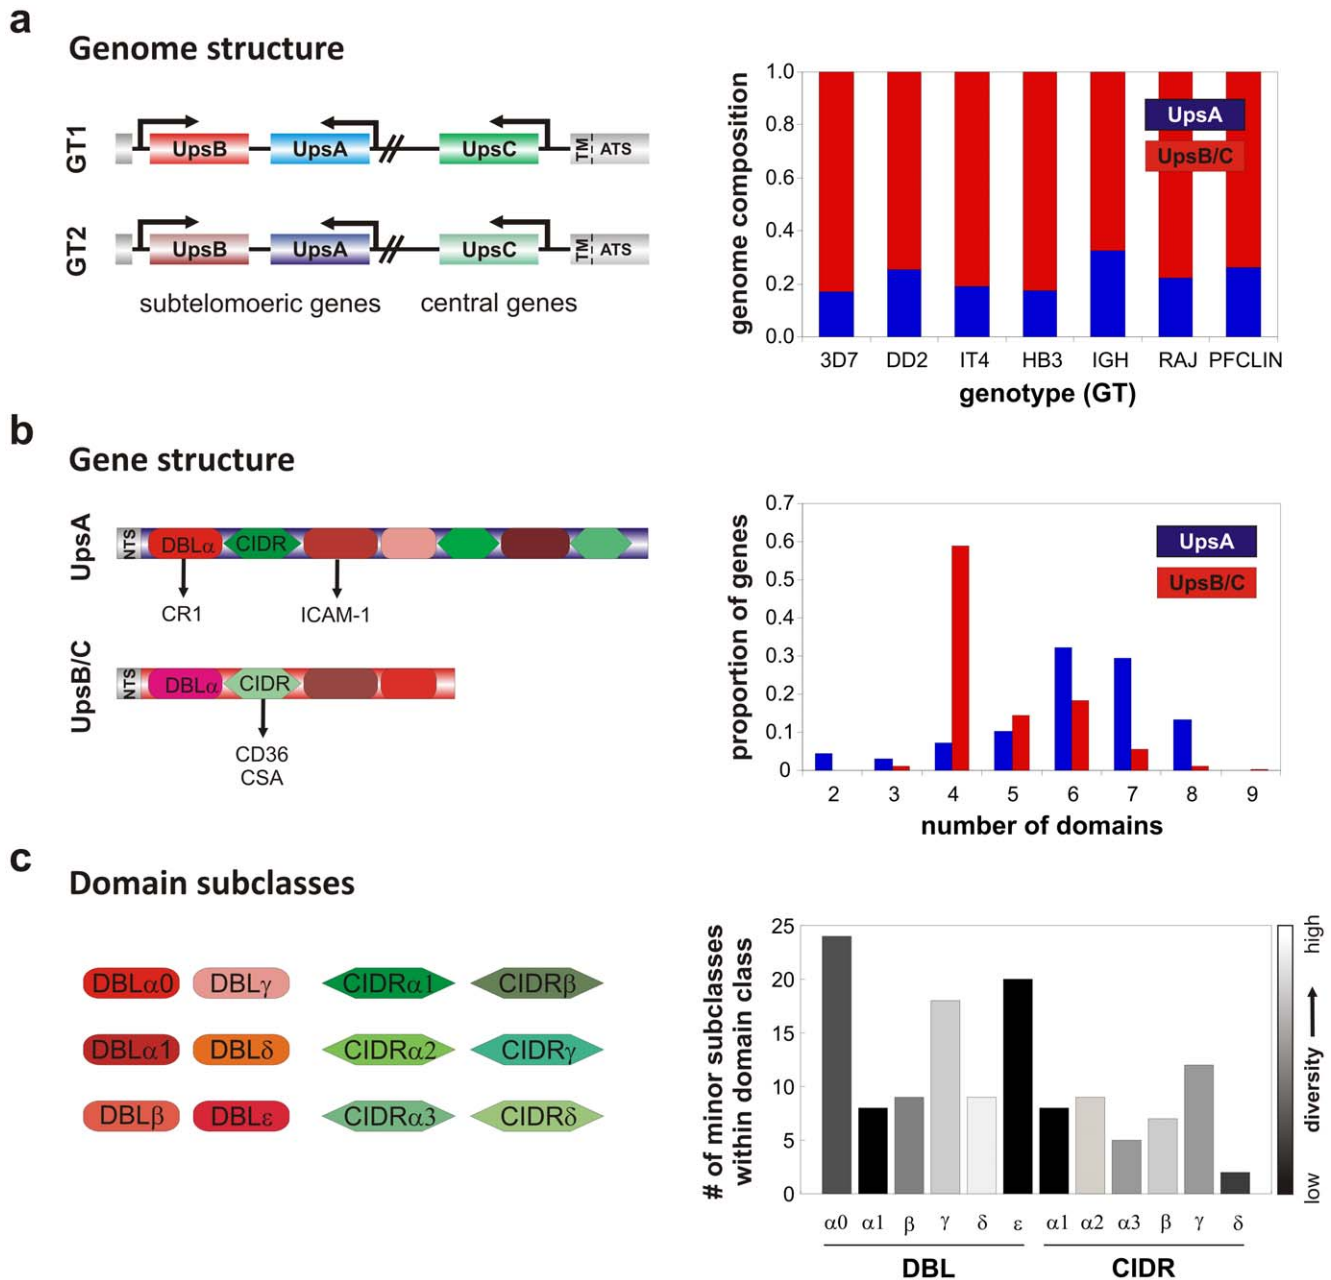 a
Genome structure
GT1
UpsB UpsA UpsC TM ATS
GT2
UpsB UpsA UpsC TM ATS
subtelomoeric genes central genes
genome composition
1.0
0.8
0.6
0.4
0.2
0.0
UpsA
UpsB/C
3D7 DD2 IT4 HB3 IGH RAJ PFCLIN
genotype (GT)
b
Gene structure
UpsA
NTS DBLα CIDR
CR1 ICAM-1
UpsB/C
NTS DBLα CIDR
CD36
CSA
proportion of genes
0.7
0.6
0.5
0.4
0.3
0.2
0.1
0
UpsA
UpsB/C
2 3 4 5 6 7 8 9
number of domains
c
Domain subclasses
DBLα0 DBLγ CIDRα1 CIDRβ
DBLα1 DBLδ CIDRα2 CIDRγ
DBLβ DBLε CIDRα3 CIDRδ
# of minor subclasses
within domain class
25
20
15
10
5
0
α0 α1 β γ δ ε α1 α2 α3 β γ δ
DBL CIDR
low diversity high